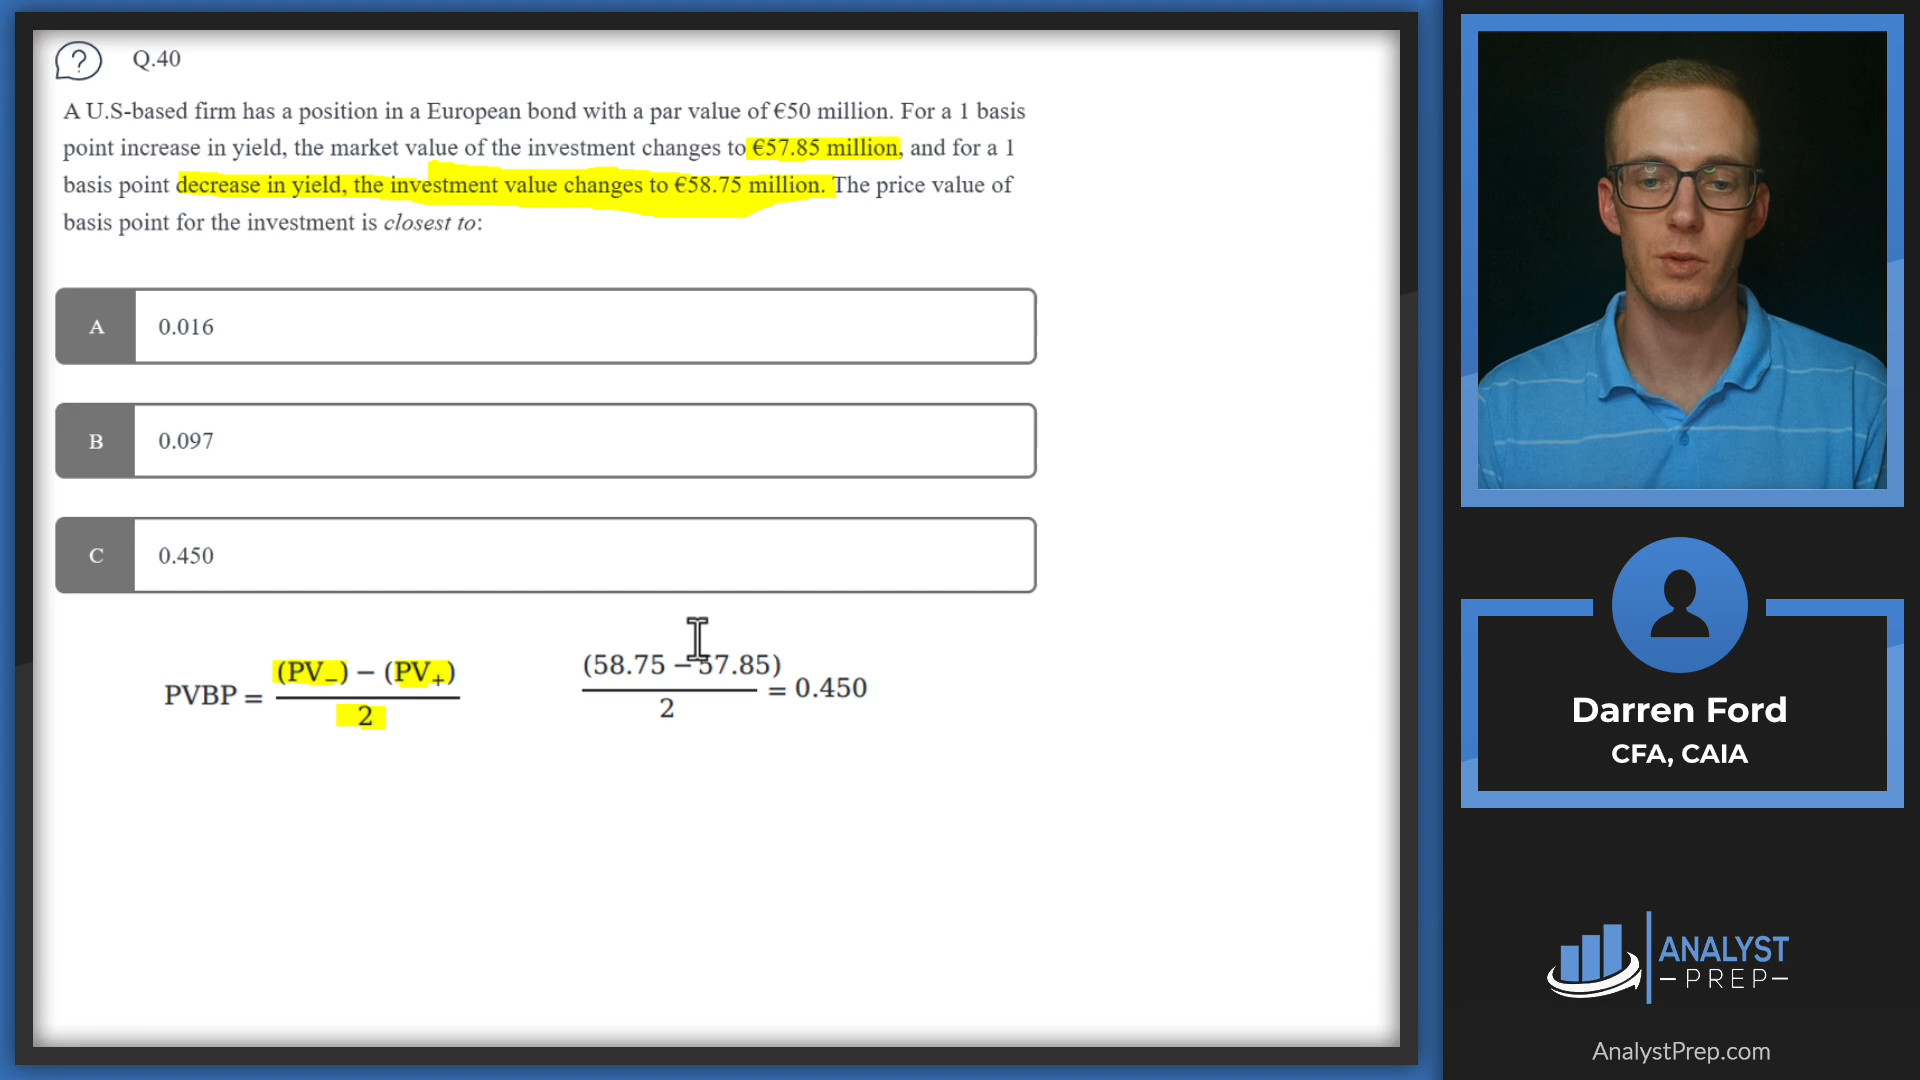 ?
Q.40
A U.S-based firm has a position in a European bond with a par value of €50 million. For a 1 basis
point increase in yield, the market value of the investment changes to €57.85 million, and for a 1
basis point decrease in yield, the investment value changes to €58.75 million. The price value of
basis point for the investment is closest to:
A 0.016
B 0.097
C 0.450
PVBP = (PV₋) − (PV₊) / 2
(58.75 − 57.85) / 2 = 0.450
Darren Ford
CFA, CAIA
ANALYST
PREP
AnalystPrep.com